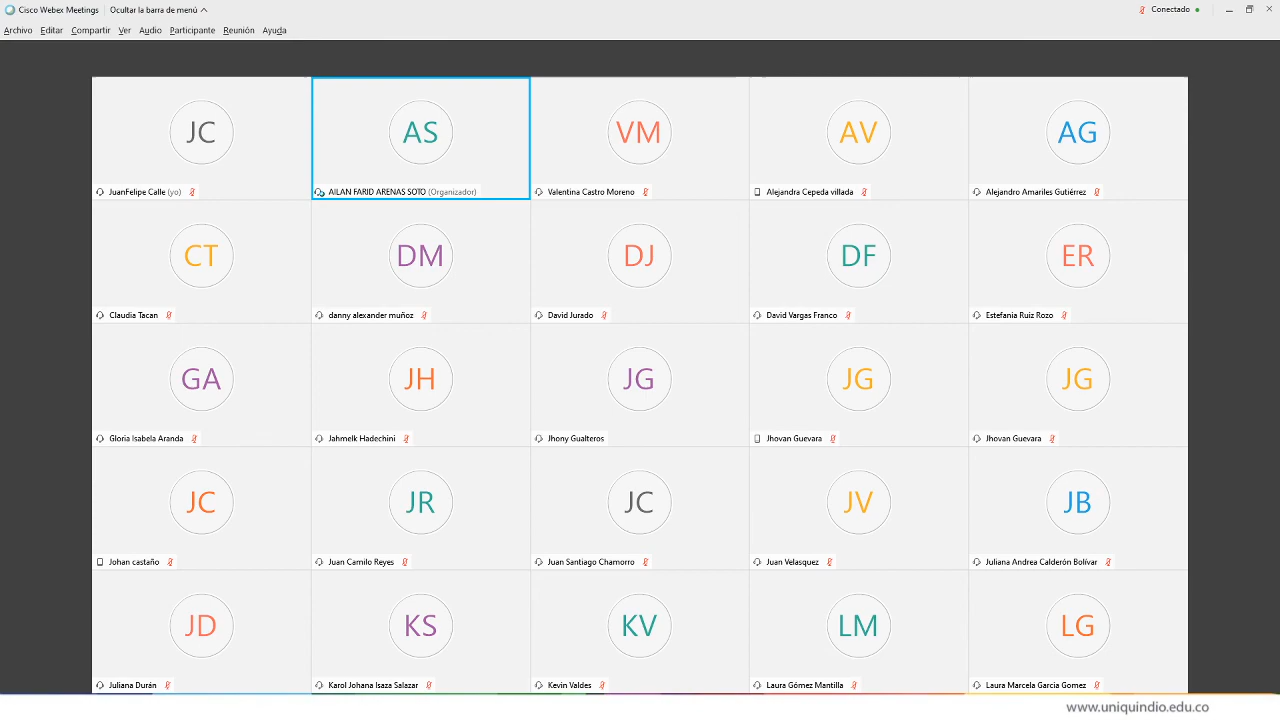 Cisco Webex Meetings Ocultar la barra de menú Conectado
Archivo Editar Compartir Ver Audio Participante Reunión Ayuda
JC AS VM AV AG
JuanFelipe Calle (yo) AILAN FARID ARENAS SOTO (Organizador) Valentina Castro Moreno Alejandra Cepeda villada Alejandro Amariles Gutiérrez
CT DM DJ DF ER
Claudia Tacan danny alexander muñoz David Jurado David Vargas Franco Estefania Ruiz Rozo
GA JH JG JG JG
Gloria Isabela Aranda Jahmelk Hadechini Jhony Gualteros Jhovan Guevara Jhovan Guevara
JC JR JC JV JB
Johan castaño Juan Camilo Reyes Juan Santiago Chamorro Juan Velasquez Juliana Andrea Calderón Bolívar
JD KS KV LM LG
Juliana Durán Karol Johana Isaza Salazar Kevin Valdes Laura Gómez Mantilla Laura Marcela Garcia Gomez
www.uniquindio.edu.co